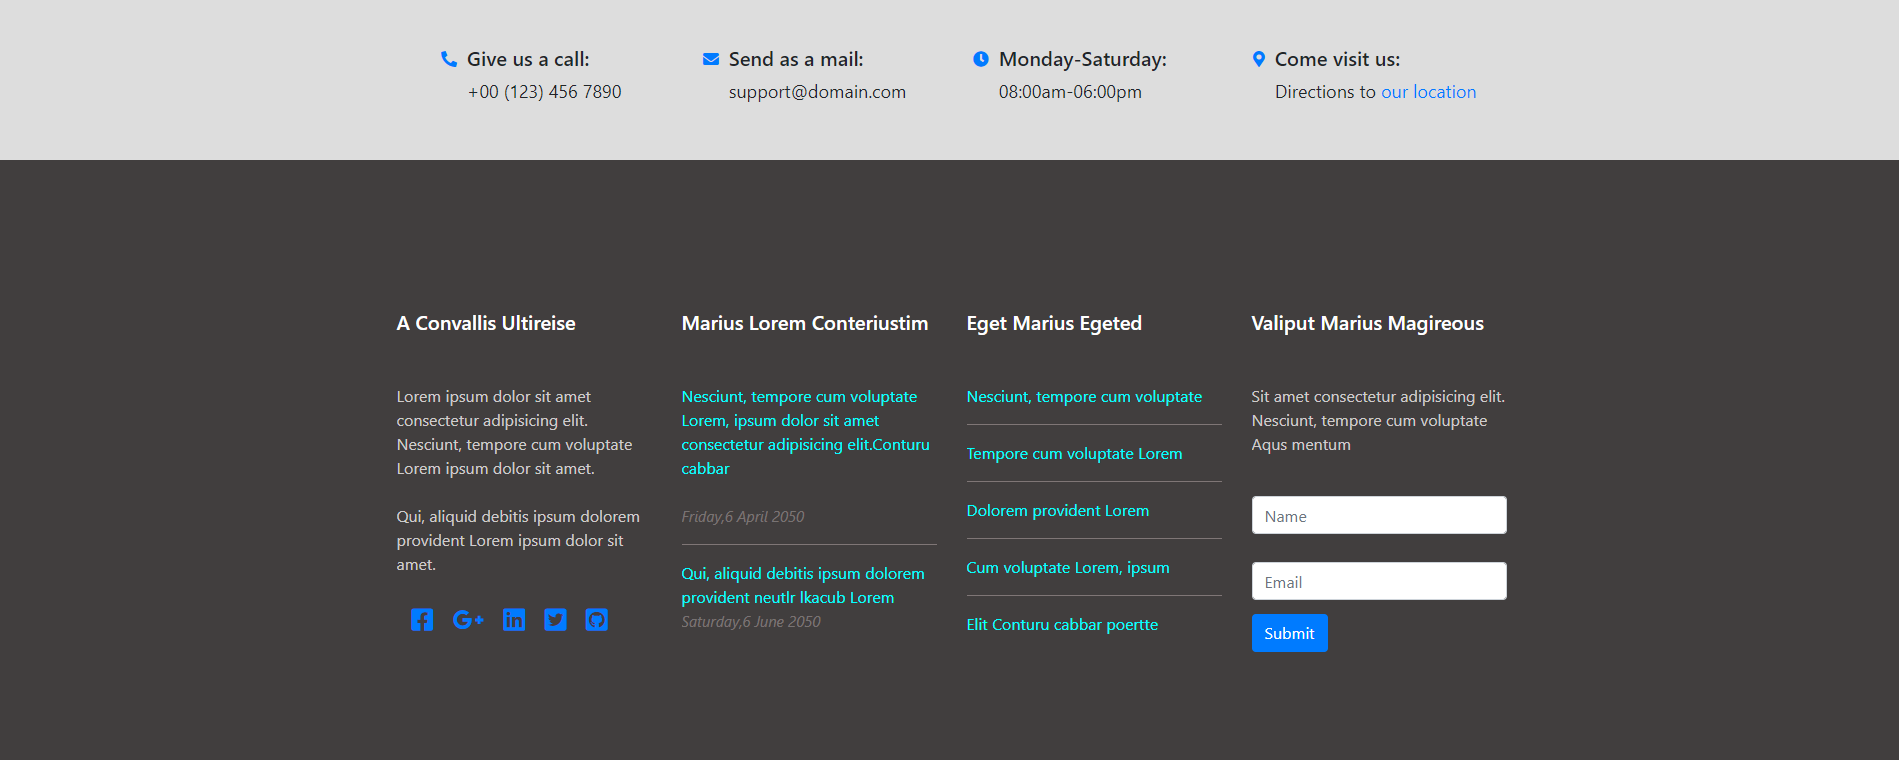 Give us a call:
+00 (123) 456 7890
Send as a mail:
support@domain.com
Monday-Saturday:
08:00am-06:00pm
Come visit us:
Directions to our location
A Convallis Ultireise
Lorem ipsum dolor sit amet
consectetur adipisicing elit.
Nesciunt, tempore cum voluptate
Lorem ipsum dolor sit amet.
Qui, aliquid debitis ipsum dolorem
provident Lorem ipsum dolor sit
amet.
Marius Lorem Conteriustim
Nesciunt, tempore cum voluptate
Lorem, ipsum dolor sit amet
consectetur adipisicing elit.Conturu
cabbar
Friday,6 April 2050
Qui, aliquid debitis ipsum dolorem
provident neutlr lkacub Lorem
Saturday,6 June 2050
Eget Marius Egeted
Nesciunt, tempore cum voluptate
Tempore cum voluptate Lorem
Dolorem provident Lorem
Cum voluptate Lorem, ipsum
Elit Conturu cabbar poertte
Valiput Marius Magireous
Sit amet consectetur adipisicing elit.
Nesciunt, tempore cum voluptate
Aqus mentum
Name
Email
Submit